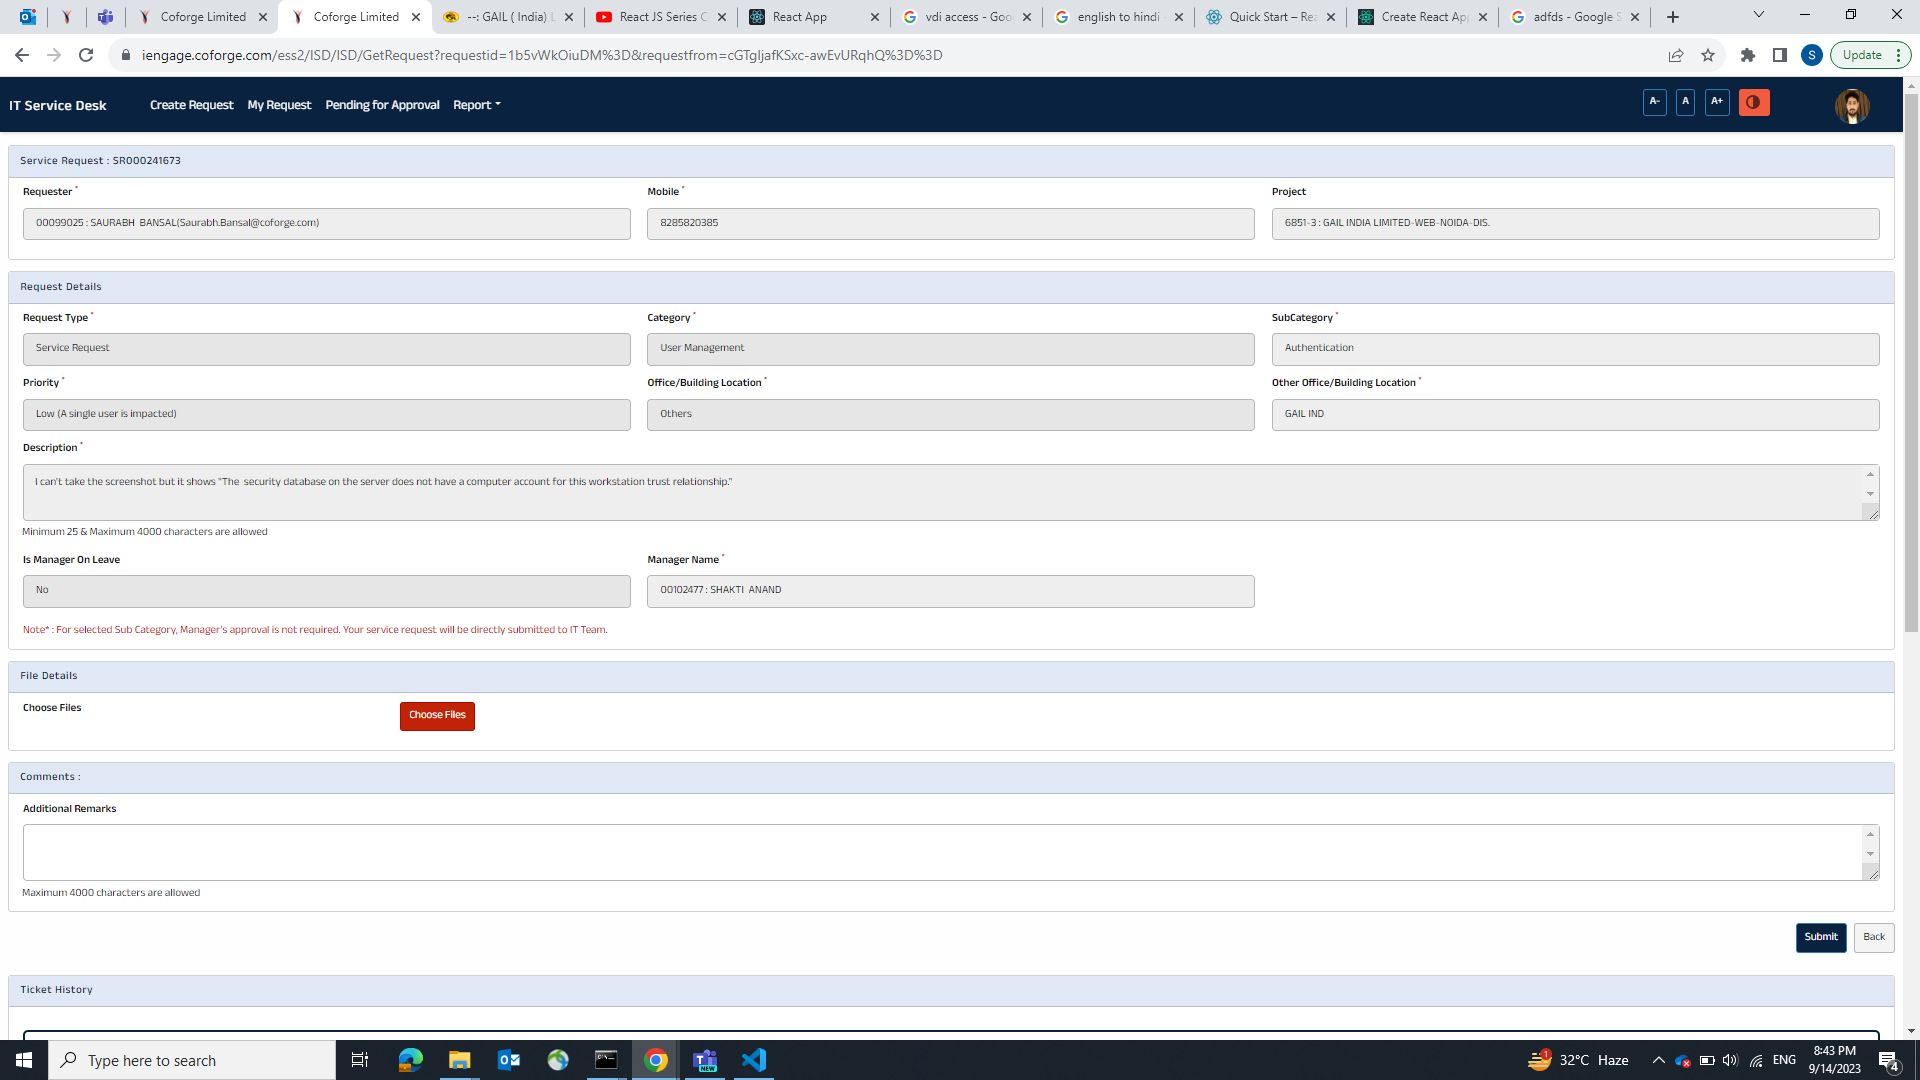 Coforge Limited
Coforge Limited
--: GAIL ( India) L
React JS Series C
React App
vdi access - Goo
english to hindi -
Quick Start – Rea
Create React App
adfds - Google S
iengage.coforge.com/ess2/ISD/ISD/GetRequest?requestid=1b5vWkOiuDM%3D&requestfrom=cGTgIjafKSxc-awEvURqhQ%3D%3D
S
Update
IT Service Desk
Create Request
My Request
Pending for Approval
Report
A-
A
A+
Service Request : SR000241673
Requester *
Mobile *
Project
00099025 : SAURABH BANSAL(Saurabh.Bansal@coforge.com)
8285820385
6851-3 : GAIL INDIA LIMITED-WEB-NOIDA-DIS.
Request Details
Request Type *
Category *
SubCategory *
Service Request
User Management
Authentication
Priority *
Office/Building Location *
Other Office/Building Location *
Low (A single user is impacted)
Others
GAIL IND
Description *
I can't take the screenshot but it shows "The security database on the server does not have a computer account for this workstation trust relationship."
Minimum 25 & Maximum 4000 characters are allowed
Is Manager On Leave
Manager Name *
No
00102477 : SHAKTI ANAND
Note* : For selected Sub Category, Manager's approval is not required. Your service request will be directly submitted to IT Team.
File Details
Choose Files
Choose Files
Comments :
Additional Remarks
Maximum 4000 characters are allowed
Submit
Back
Ticket History
Type here to search
NEW
1
32°C Haze
ENG
8:43 PM
9/14/2023
4